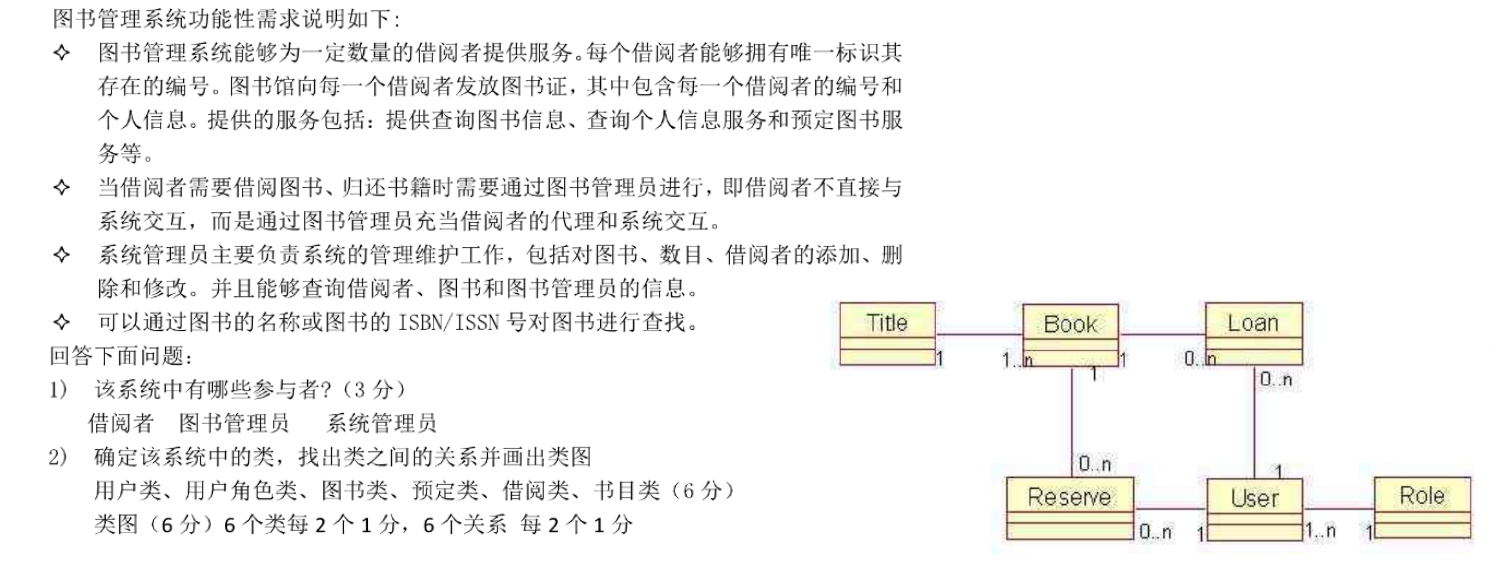 图书管理系统功能性需求说明如下:
✧ 图书管理系统能够为一定数量的借阅者提供服务。每个借阅者能够拥有唯一标识其
存在的编号。图书馆向每一个借阅者发放图书证，其中包含每一个借阅者的编号和
个人信息。提供的服务包括：提供查询图书信息、查询个人信息服务和预定图书服
务等。
✧ 当借阅者需要借阅图书、归还书籍时需要通过图书管理员进行，即借阅者不直接与
系统交互，而是通过图书管理员充当借阅者的代理和系统交互。
✧ 系统管理员主要负责系统的管理维护工作，包括对图书、数目、借阅者的添加、删
除和修改。并且能够查询借阅者、图书和图书管理员的信息。
✧ 可以通过图书的名称或图书的 ISBN/ISSN 号对图书进行查找。
回答下面问题：
1) 该系统中有哪些参与者?（3 分）
借阅者 图书管理员 系统管理员
2) 确定该系统中的类，找出类之间的关系并画出类图
用户类、用户角色类、图书类、预定类、借阅类、书目类（6 分）
类图（6 分）6 个类每 2 个 1 分，6 个关系 每 2 个 1 分
Title Book Loan
1 1..n 1 1 0..n
0..n
0..n 1
Reserve User Role
0..n 1 1..n 1